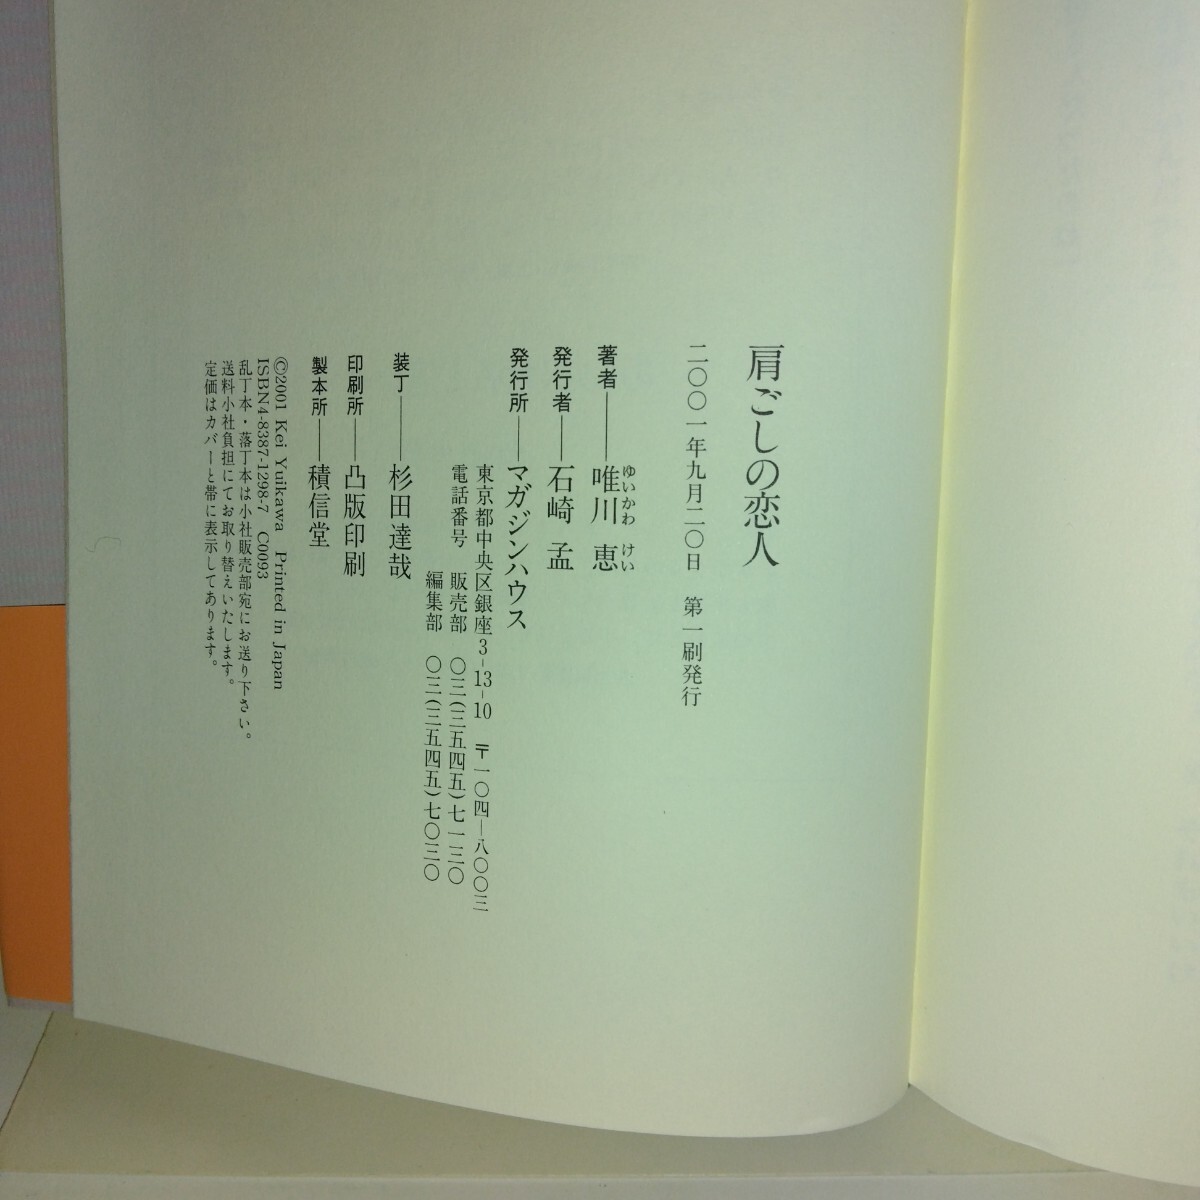 肩ごしの恋人
二〇〇一年九月二〇日　第一刷発行
著者――唯川　恵
ゆいかわ　けい
発行者――石崎　孟
発行所――マガジンハウス
東京都中央区銀座3-13-10　〒一〇四―八〇〇三
電話番号　販売部　〇三(三五四五)七一三〇
編集部　〇三(三五四五)七〇三〇
装丁――杉田達哉
印刷所――凸版印刷
製本所――積信堂
©2001 Kei Yuikawa　Printed in Japan
ISBN4-8387-1298-7　C0093
乱丁本・落丁本は小社販売部宛にお送り下さい。
送料小社負担にてお取り替えいたします。
定価はカバーと帯に表示してあります。